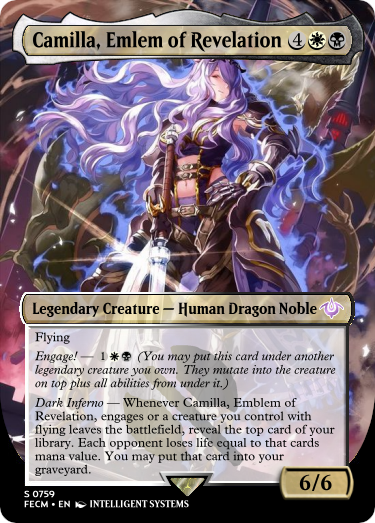 Camilla, Emlem of Revelation 4
Legendary Creature — Human Dragon Noble
Flying
Engage! — 1 (You may put this card under another
legendary creature you own. They mutate into the creature
on top plus all abilities from under it.)
Dark Inferno — Whenever Camilla, Emblem of
Revelation, engages or a creature you control with
flying leaves the battlefield, reveal the top card of your
library. Each opponent loses life equal to that cards
mana value. You may put that card into your
graveyard.
6/6
S 0759
FECM • EN INTELLIGENT SYSTEMS